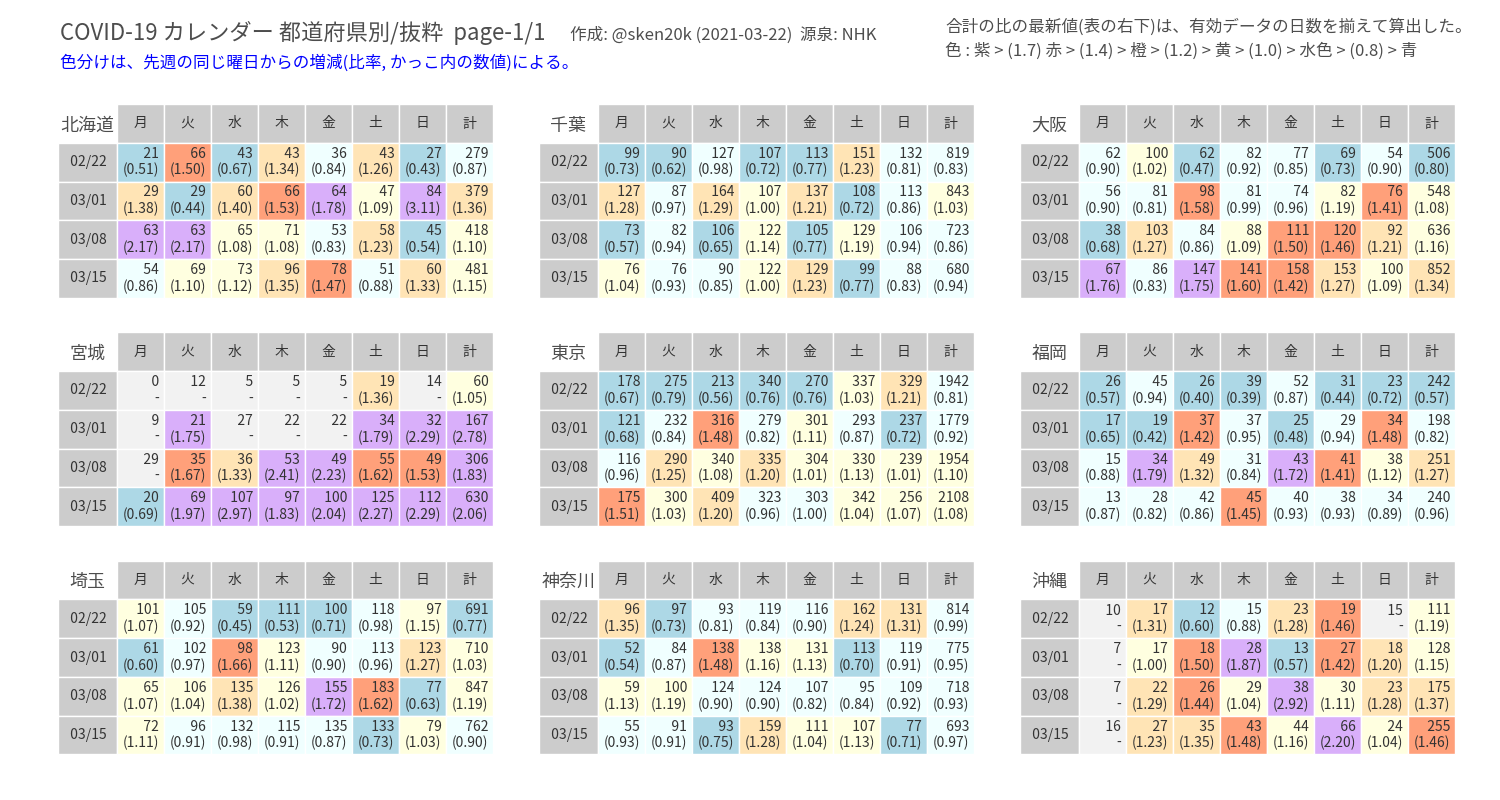 COVID-19 カレンダー 都道府県別/抜粋 page-1/1 作成: @sken20k (2021-03-22) 源泉: NHK
色分けは、先週の同じ曜日からの増減(比率, かっこ内の数値)による。
合計の比の最新値(表の右下)は、有効データの日数を揃えて算出した。
色 : 紫 > (1.7) 赤 > (1.4) > 橙 > (1.2) > 黄 > (1.0) > 水色 > (0.8) > 青
北海道 月 火 水 木 金 土 日 計
02/22 21 66 43 43 36 43 27 279
(0.51) (1.50) (0.67) (1.34) (0.84) (1.26) (0.43) (0.87)
03/01 29 29 60 66 64 47 84 379
(1.38) (0.44) (1.40) (1.53) (1.78) (1.09) (3.11) (1.36)
03/08 63 63 65 71 53 58 45 418
(2.17) (2.17) (1.08) (1.08) (0.83) (1.23) (0.54) (1.10)
03/15 54 69 73 96 78 51 60 481
(0.86) (1.10) (1.12) (1.35) (1.47) (0.88) (1.33) (1.15)
千葉 月 火 水 木 金 土 日 計
02/22 99 90 127 107 113 151 132 819
(0.73) (0.62) (0.98) (0.72) (0.77) (1.23) (0.81) (0.83)
03/01 127 87 164 107 137 108 113 843
(1.28) (0.97) (1.29) (1.00) (1.21) (0.72) (0.86) (1.03)
03/08 73 82 106 122 105 129 106 723
(0.57) (0.94) (0.65) (1.14) (0.77) (1.19) (0.94) (0.86)
03/15 76 76 90 122 129 99 88 680
(1.04) (0.93) (0.85) (1.00) (1.23) (0.77) (0.83) (0.94)
大阪 月 火 水 木 金 土 日 計
02/22 62 100 62 82 77 69 54 506
(0.90) (1.02) (0.47) (0.92) (0.85) (0.73) (0.90) (0.80)
03/01 56 81 98 81 74 82 76 548
(0.90) (0.81) (1.58) (0.99) (0.96) (1.19) (1.41) (1.08)
03/08 38 103 84 88 111 120 92 636
(0.68) (1.27) (0.86) (1.09) (1.50) (1.46) (1.21) (1.16)
03/15 67 86 147 141 158 153 100 852
(1.76) (0.83) (1.75) (1.60) (1.42) (1.27) (1.09) (1.34)
宮城 月 火 水 木 金 土 日 計
02/22 0 12 5 5 5 19 14 60
- - - - - (1.36) - (1.05)
03/01 9 21 27 22 22 34 32 167
- (1.75) - - - (1.79) (2.29) (2.78)
03/08 29 35 36 53 49 55 49 306
- (1.67) (1.33) (2.41) (2.23) (1.62) (1.53) (1.83)
03/15 20 69 107 97 100 125 112 630
(0.69) (1.97) (2.97) (1.83) (2.04) (2.27) (2.29) (2.06)
東京 月 火 水 木 金 土 日 計
02/22 178 275 213 340 270 337 329 1942
(0.67) (0.79) (0.56) (0.76) (0.76) (1.03) (1.21) (0.81)
03/01 121 232 316 279 301 293 237 1779
(0.68) (0.84) (1.48) (0.82) (1.11) (0.87) (0.72) (0.92)
03/08 116 290 340 335 304 330 239 1954
(0.96) (1.25) (1.08) (1.20) (1.01) (1.13) (1.01) (1.10)
03/15 175 300 409 323 303 342 256 2108
(1.51) (1.03) (1.20) (0.96) (1.00) (1.04) (1.07) (1.08)
福岡 月 火 水 木 金 土 日 計
02/22 26 45 26 39 52 31 23 242
(0.57) (0.94) (0.40) (0.39) (0.87) (0.44) (0.72) (0.57)
03/01 17 19 37 37 25 29 34 198
(0.65) (0.42) (1.42) (0.95) (0.48) (0.94) (1.48) (0.82)
03/08 15 34 49 31 43 41 38 251
(0.88) (1.79) (1.32) (0.84) (1.72) (1.41) (1.12) (1.27)
03/15 13 28 42 45 40 38 34 240
(0.87) (0.82) (0.86) (1.45) (0.93) (0.93) (0.89) (0.96)
埼玉 月 火 水 木 金 土 日 計
02/22 101 105 59 111 100 118 97 691
(1.07) (0.92) (0.45) (0.53) (0.71) (0.98) (1.15) (0.77)
03/01 61 102 98 123 90 113 123 710
(0.60) (0.97) (1.66) (1.11) (0.90) (0.96) (1.27) (1.03)
03/08 65 106 135 126 155 183 77 847
(1.07) (1.04) (1.38) (1.02) (1.72) (1.62) (0.63) (1.19)
03/15 72 96 132 115 135 133 79 762
(1.11) (0.91) (0.98) (0.91) (0.87) (0.73) (1.03) (0.90)
神奈川 月 火 水 木 金 土 日 計
02/22 96 97 93 119 116 162 131 814
(1.35) (0.73) (0.81) (0.84) (0.90) (1.24) (1.31) (0.99)
03/01 52 84 138 138 131 113 119 775
(0.54) (0.87) (1.48) (1.16) (1.13) (0.70) (0.91) (0.95)
03/08 59 100 124 124 107 95 109 718
(1.13) (1.19) (0.90) (0.90) (0.82) (0.84) (0.92) (0.93)
03/15 55 91 93 159 111 107 77 693
(0.93) (0.91) (0.75) (1.28) (1.04) (1.13) (0.71) (0.97)
沖縄 月 火 水 木 金 土 日 計
02/22 10 17 12 15 23 19 15 111
- (1.31) (0.60) (0.88) (1.28) (1.46) - (1.19)
03/01 7 17 18 28 13 27 18 128
- (1.00) (1.50) (1.87) (0.57) (1.42) (1.20) (1.15)
03/08 7 22 26 29 38 30 23 175
- (1.29) (1.44) (1.04) (2.92) (1.11) (1.28) (1.37)
03/15 16 27 35 43 44 66 24 255
- (1.23) (1.35) (1.48) (1.16) (2.20) (1.04) (1.46)